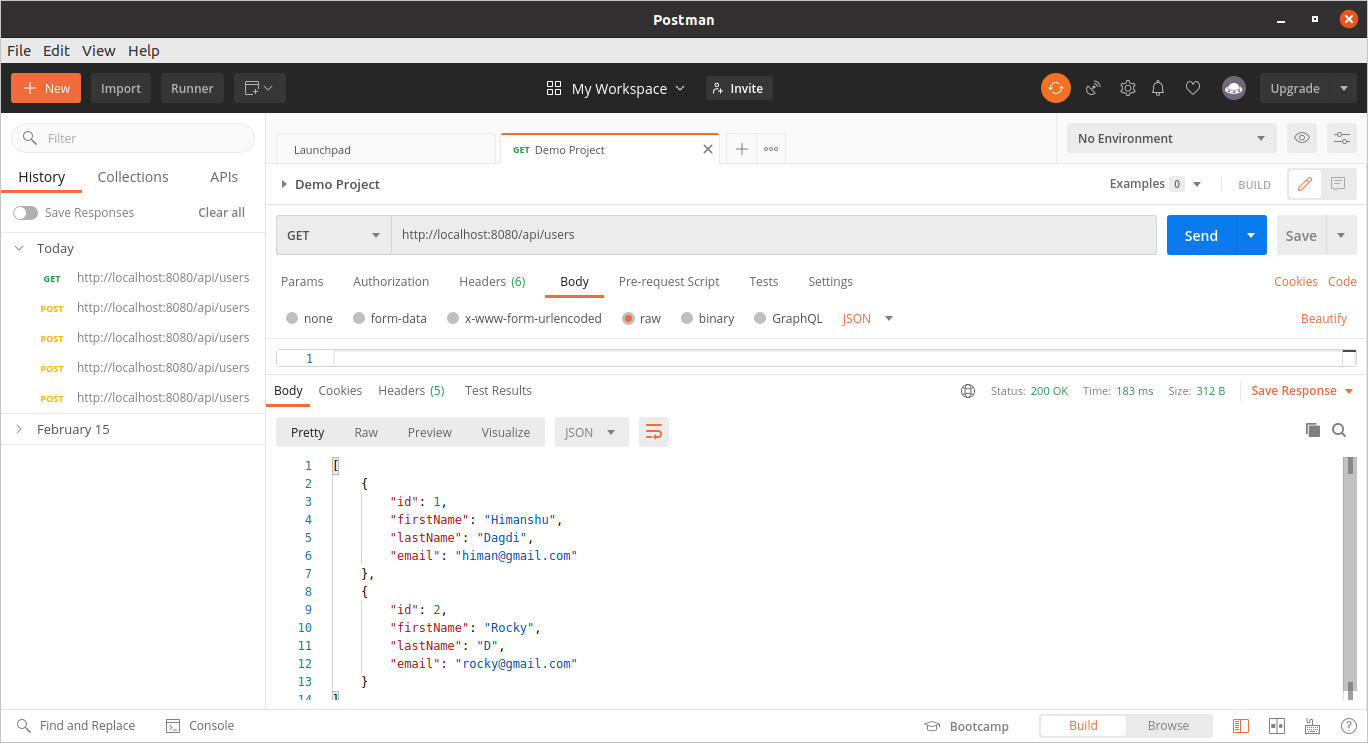 Postman
File Edit View Help
New Import Runner My Workspace Invite Upgrade
Filter
History Collections APIs
Save Responses Clear all
Today
GET http://localhost:8080/api/users
POST http://localhost:8080/api/users
POST http://localhost:8080/api/users
POST http://localhost:8080/api/users
POST http://localhost:8080/api/users
February 15
Launchpad GET Demo Project No Environment
Demo Project Examples 0 BUILD
GET http://localhost:8080/api/users Send Save
Params Authorization Headers (6) Body Pre-request Script Tests Settings Cookies Code
none form-data x-www-form-urlencoded raw binary GraphQL JSON Beautify
1
Body Cookies Headers (5) Test Results Status: 200 OK Time: 183 ms Size: 312 B Save Response
Pretty Raw Preview Visualize JSON
1 [
2 {
3 "id": 1,
4 "firstName": "Himanshu",
5 "lastName": "Dagdi",
6 "email": "himan@gmail.com"
7 },
8 {
9 "id": 2,
10 "firstName": "Rocky",
11 "lastName": "D",
12 "email": "rocky@gmail.com"
13 }
14 ]
Find and Replace Console Bootcamp Build Browse